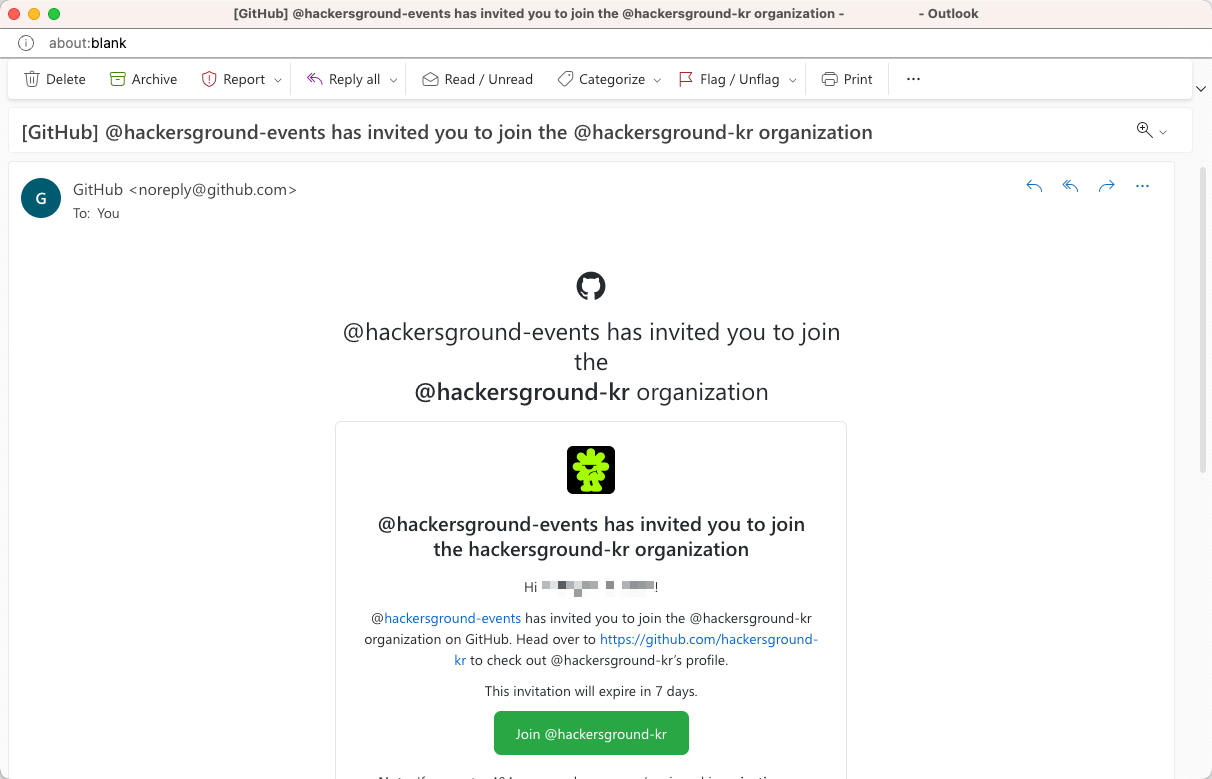 [GitHub] @hackersground-events has invited you to join the @hackersground-kr organization - - Outlook
about:blank
Delete Archive Report Reply all Read / Unread Categorize Flag / Unflag Print
[GitHub] @hackersground-events has invited you to join the @hackersground-kr organization
G
GitHub <noreply@github.com>
To: You
@hackersground-events has invited you to join
the
@hackersground-kr organization
@hackersground-events has invited you to join
the hackersground-kr organization
Hi !
@hackersground-events has invited you to join the @hackersground-kr
organization on GitHub. Head over to https://github.com/hackersground-
kr to check out @hackersground-kr’s profile.
This invitation will expire in 7 days.
Join @hackersground-kr